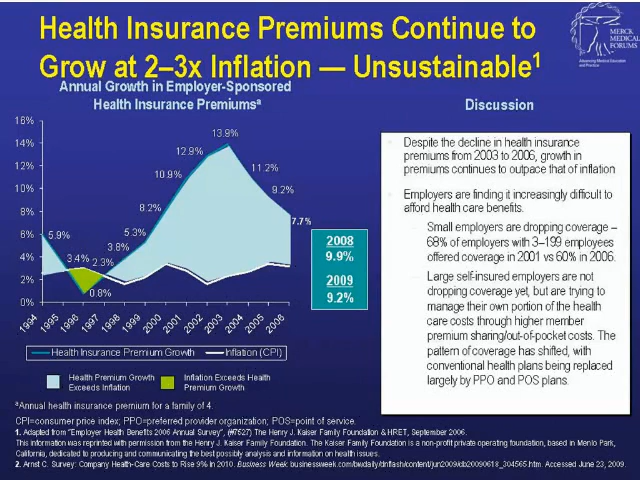 Health Insurance Premiums Continue to
Grow at 2–3x Inflation — Unsustainable1
MERCK
MEDICAL
FORUMS
Advancing Medical Education
and Practice
Annual Growth in Employer-Sponsored
Health Insurance Premiumsa
16%
14%
12%
10%
8%
6%
4%
2%
0%
5.9%
3.4%
0.8%
2.3%
3.8%
5.3%
8.2%
10.9%
12.9%
13.9%
11.2%
9.2%
7.7%
1994
1995
1996
1997
1998
1999
2000
2001
2002
2003
2004
2005
2006
2008
9.9%
2009
9.2%
Health Insurance Premium Growth
Inflation (CPI)
Health Premium Growth
Exceeds Inflation
Inflation Exceeds Health
Premium Growth
Discussion
Despite the decline in health insurance
premiums from 2003 to 2006, growth in
premiums continues to outpace that of inflation
Employers are finding it increasingly difficult to
afford health care benefits.
Small employers are dropping coverage –
68% of employers with 3–199 employees
offered coverage in 2001 vs 60% in 2006.
Large self-insured employers are not
dropping coverage yet, but are trying to
manage their own portion of the health
care costs through higher member
premium sharing/out-of-pocket costs. The
pattern of coverage has shifted, with
conventional health plans being replaced
largely by PPO and POS plans.
aAnnual health insurance premium for a family of 4.
CPI=consumer price index; PPO=preferred provider organization; POS=point of service.
1. Adapted from "Employer Health Benefits 2006 Annual Survey", (#7527) The Henry J. Kaiser Family Foundation & HRET, September 2006.
This information was reprinted with permission from the Henry J. Kaiser Family Foundation. The Kaiser Family Foundation is a non-profit private operating foundation, based in Menlo Park,
California, dedicated to producing and communicating the best possibly analysis and information on health issues.
2. Arnst C. Survey: Company Heath-Care Costs to Rise 9% in 2010. Business Week. businessweek.com/bwdaily/dnflash/content/jun2009/db20090618_304565.htm. Accessed June 23, 2009.